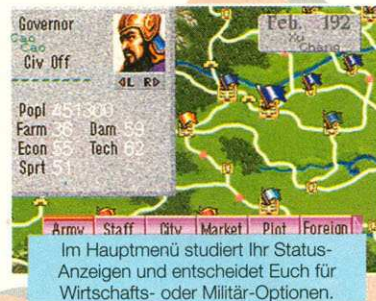 Governor
Cao
Cao
Civ Off
L R
Popl 451300
Farm 36 Dam 59
Econ 55 Tech 62
Sprt 51
Feb. 192
Xu
Chang
Army Staff City Market Plot Foreign
Im Hauptmenü studiert Ihr Status-
Anzeigen und entscheidet Euch für
Wirtschafts- oder Militär-Optionen.